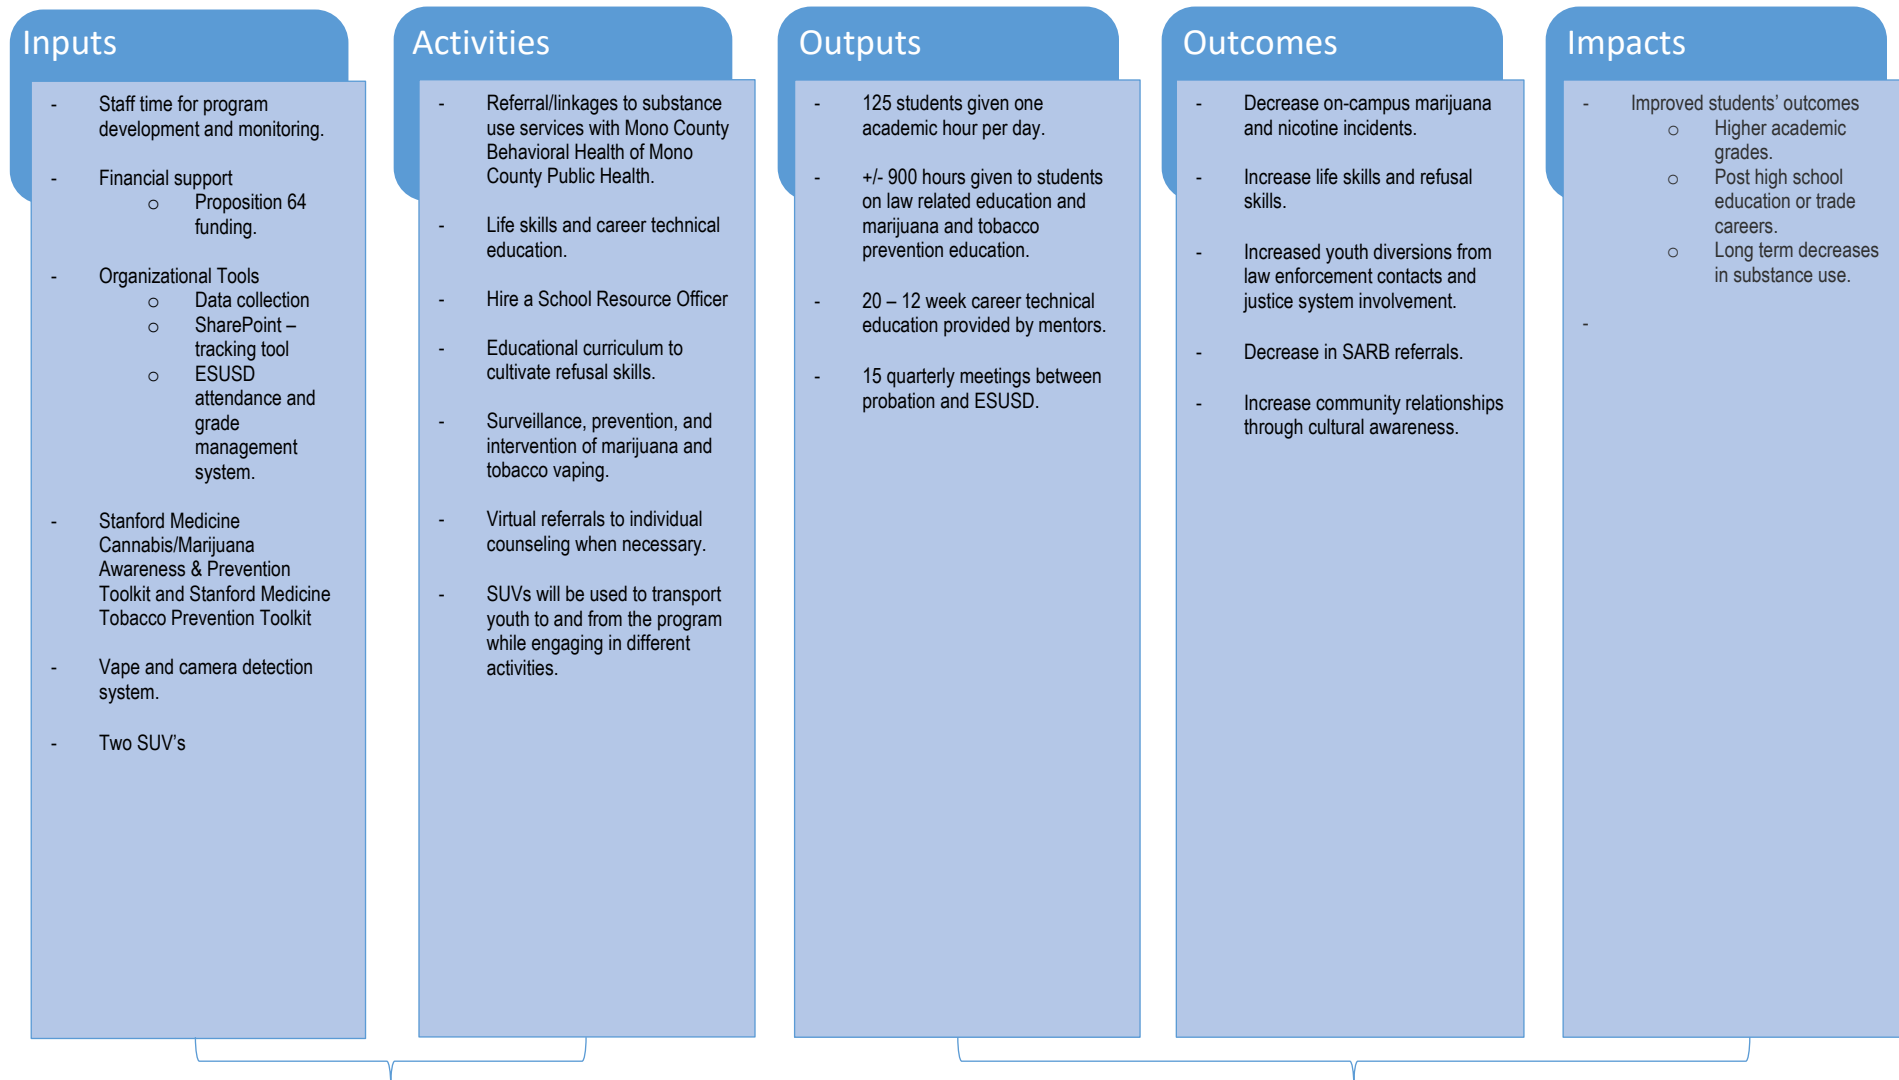 Inputs
- Staff time for program
development and monitoring.
- Financial support
o Proposition 64
funding.
- Organizational Tools
o Data collection
o SharePoint –
tracking tool
o ESUSD
attendance and
grade
management
system.
- Stanford Medicine
Cannabis/Marijuana
Awareness & Prevention
Toolkit and Stanford Medicine
Tobacco Prevention Toolkit
- Vape and camera detection
system.
- Two SUV’s
Activities
- Referral/linkages to substance
use services with Mono County
Behavioral Health of Mono
County Public Health.
- Life skills and career technical
education.
- Hire a School Resource Officer
- Educational curriculum to
cultivate refusal skills.
- Surveillance, prevention, and
intervention of marijuana and
tobacco vaping.
- Virtual referrals to individual
counseling when necessary.
- SUVs will be used to transport
youth to and from the program
while engaging in different
activities.
Outputs
- 125 students given one
academic hour per day.
- +/- 900 hours given to students
on law related education and
marijuana and tobacco
prevention education.
- 20 – 12 week career technical
education provided by mentors.
- 15 quarterly meetings between
probation and ESUSD.
Outcomes
- Decrease on-campus marijuana
and nicotine incidents.
- Increase life skills and refusal
skills.
- Increased youth diversions from
law enforcement contacts and
justice system involvement.
- Decrease in SARB referrals.
- Increase community relationships
through cultural awareness.
Impacts
- Improved students’ outcomes
o Higher academic
grades.
o Post high school
education or trade
careers.
o Long term decreases
in substance use.
-